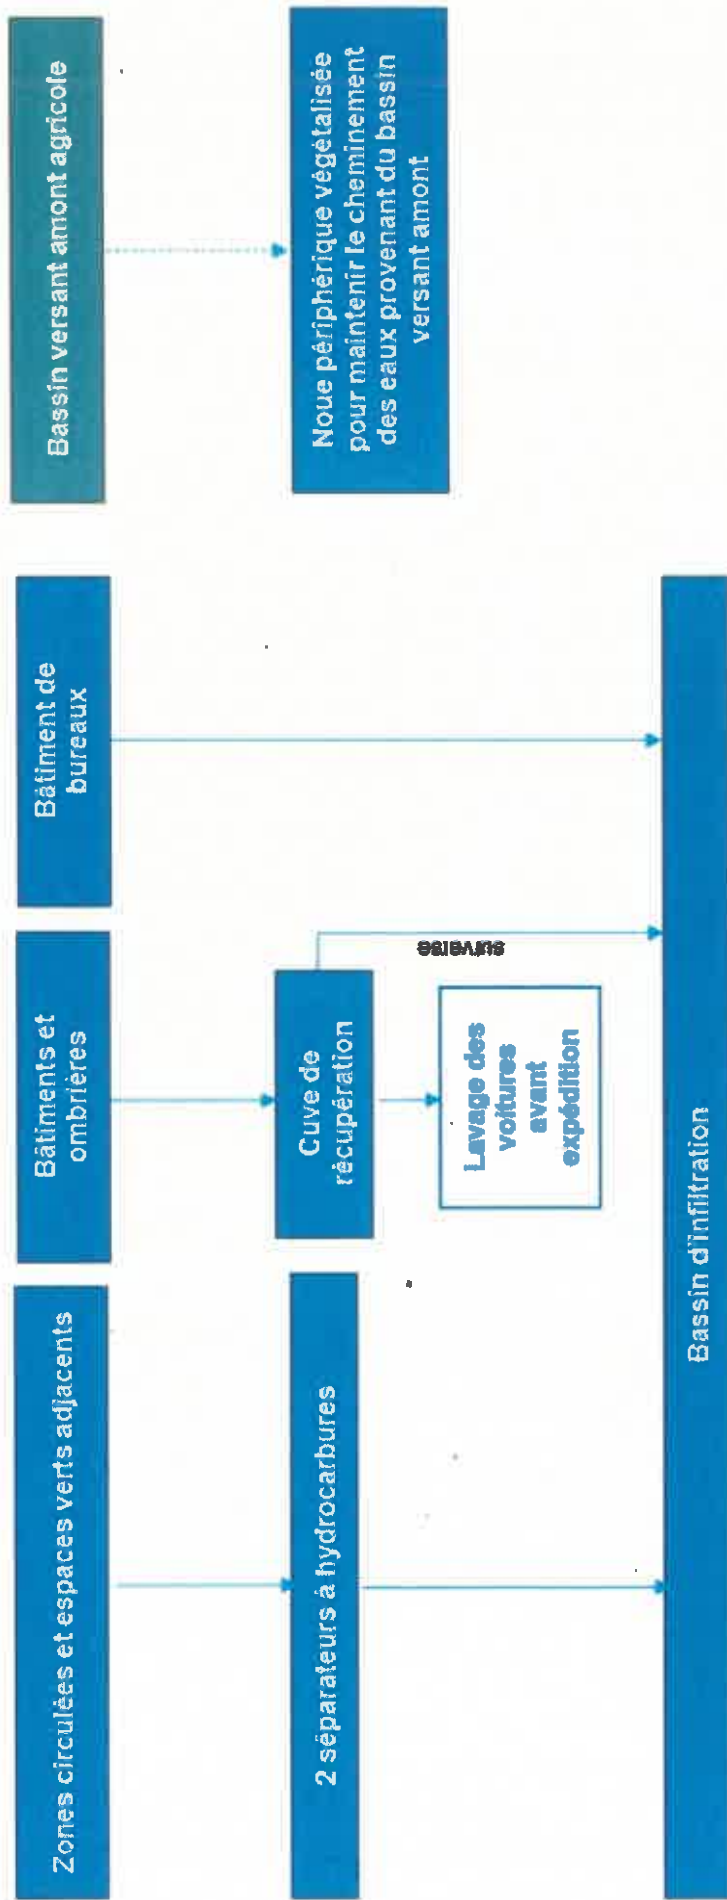 Zones circulées et espaces verts adjacents
Bâtiments et
ombrières
Bâtiment de
bureaux
Bassin versant amont agricole
2 séparateurs à hydrocarbures
Cuve de
récupération
surverse
Lavage des
voitures
avant
expédition
Noue périphérique végétalisée
pour maintenir le cheminement
des eaux provenant du bassin
versant amont
Bassin d'infiltration